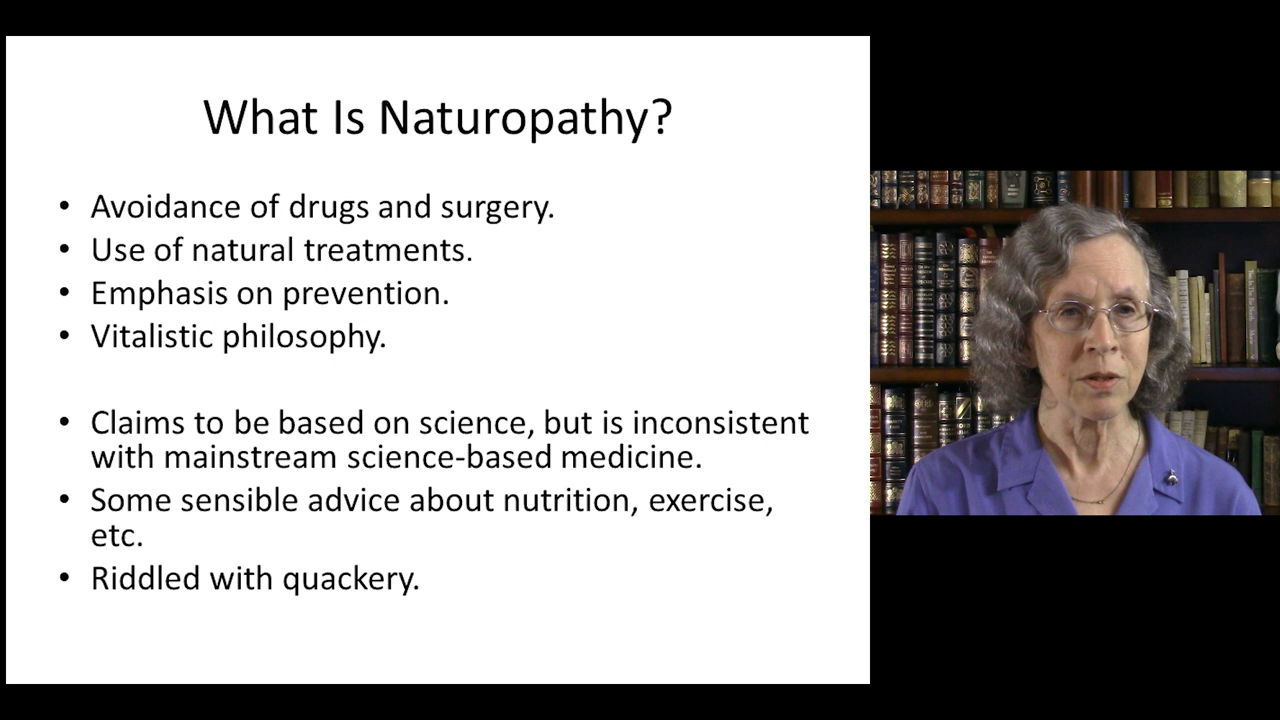 What Is Naturopathy?
• Avoidance of drugs and surgery.
• Use of natural treatments.
• Emphasis on prevention.
• Vitalistic philosophy.
• Claims to be based on science, but is inconsistent
with mainstream science-based medicine.
• Some sensible advice about nutrition, exercise,
etc.
• Riddled with quackery.